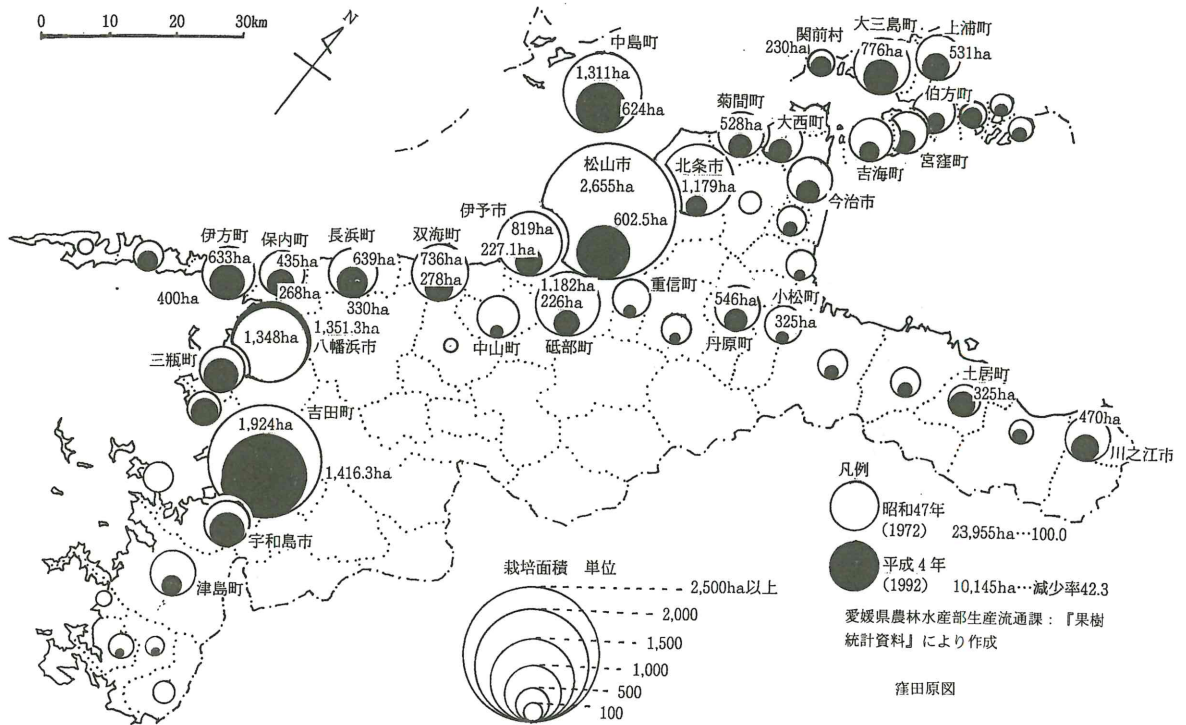 0 10 20 30km
N
中島町
1,311ha
624ha
関前村
230ha
大三島町
776ha
上浦町
531ha
伯方町
宮窪町
吉海町
菊間町
528ha
大西町
今治市
北条市
1,179ha
松山市
2,655ha
602.5ha
伊予市
819ha
227.1ha
双海町
736ha
278ha
長浜町
639ha
330ha
保内町
435ha
268ha
伊方町
633ha
400ha
1,182ha
226ha
砥部町
重信町
中山町
546ha
丹原町
小松町
325ha
土居町
325ha
470ha
川之江市
1,348ha
1,351.3ha
八幡浜市
三瓶町
吉田町
1,924ha
1,416.3ha
宇和島市
津島町
栽培面積 単位
2,500ha以上
2,000
1,500
1,000
500
100
凡例
昭和47年
(1972) 23,955ha…100.0
平成4年
(1992) 10,145ha…減少率42.3
愛媛県農林水産部生産流通課:『果樹
統計資料』により作成
窪田原図